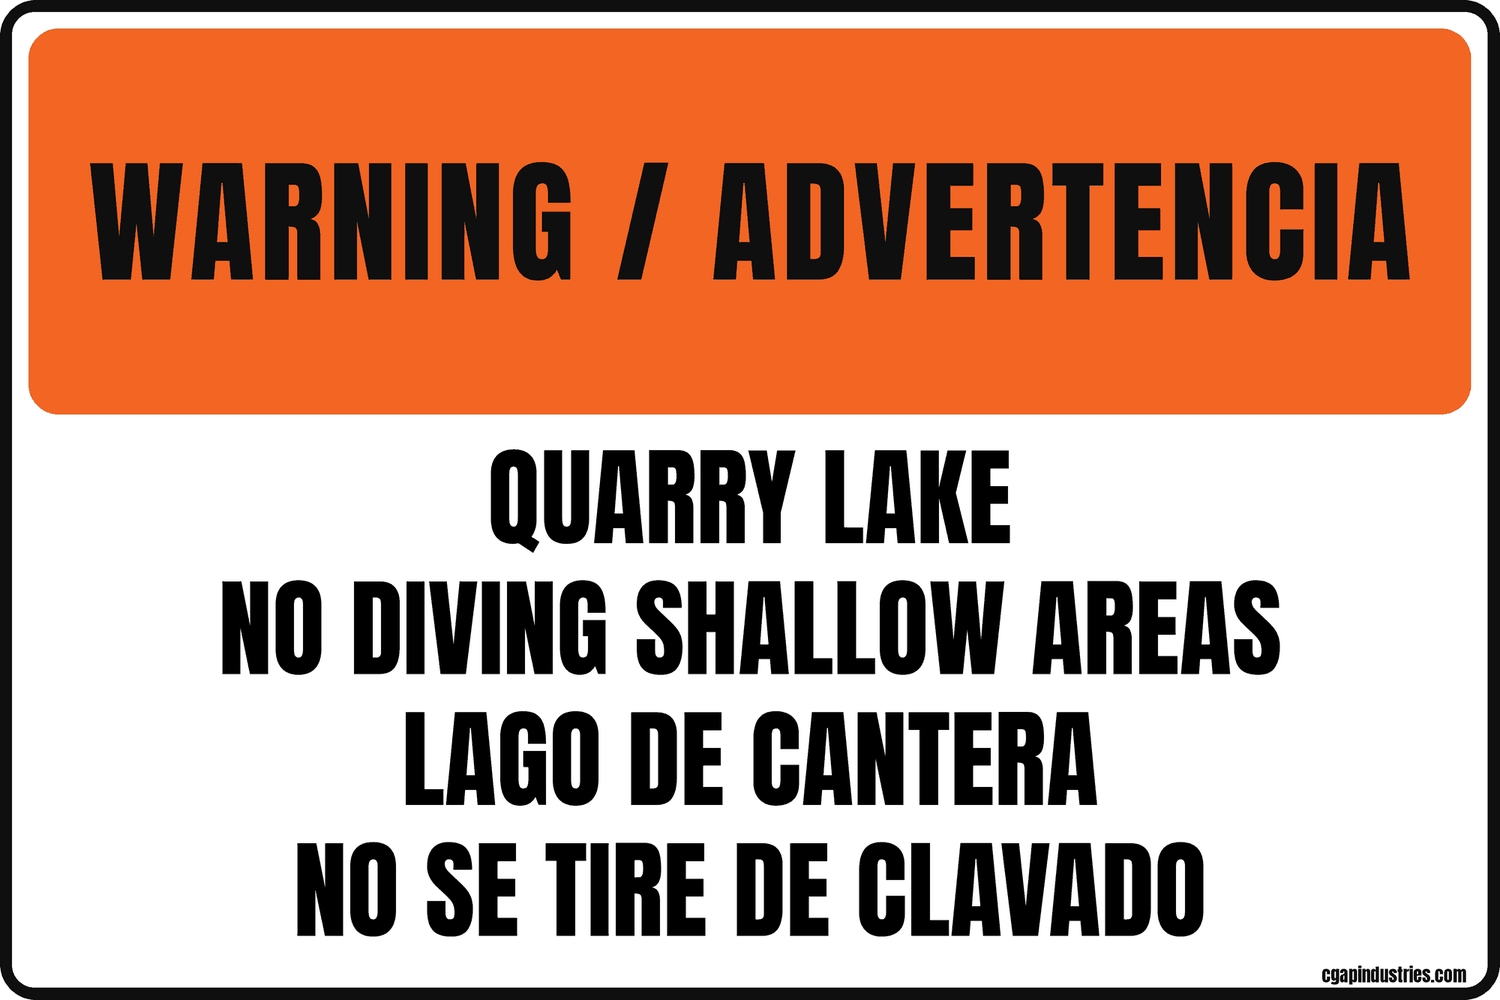 WARNING / ADVERTENCIA
QUARRY LAKE
NO DIVING SHALLOW AREAS
LAGO DE CANTERA
NO SE TIRE DE CLAVADO
cgapindustries.com